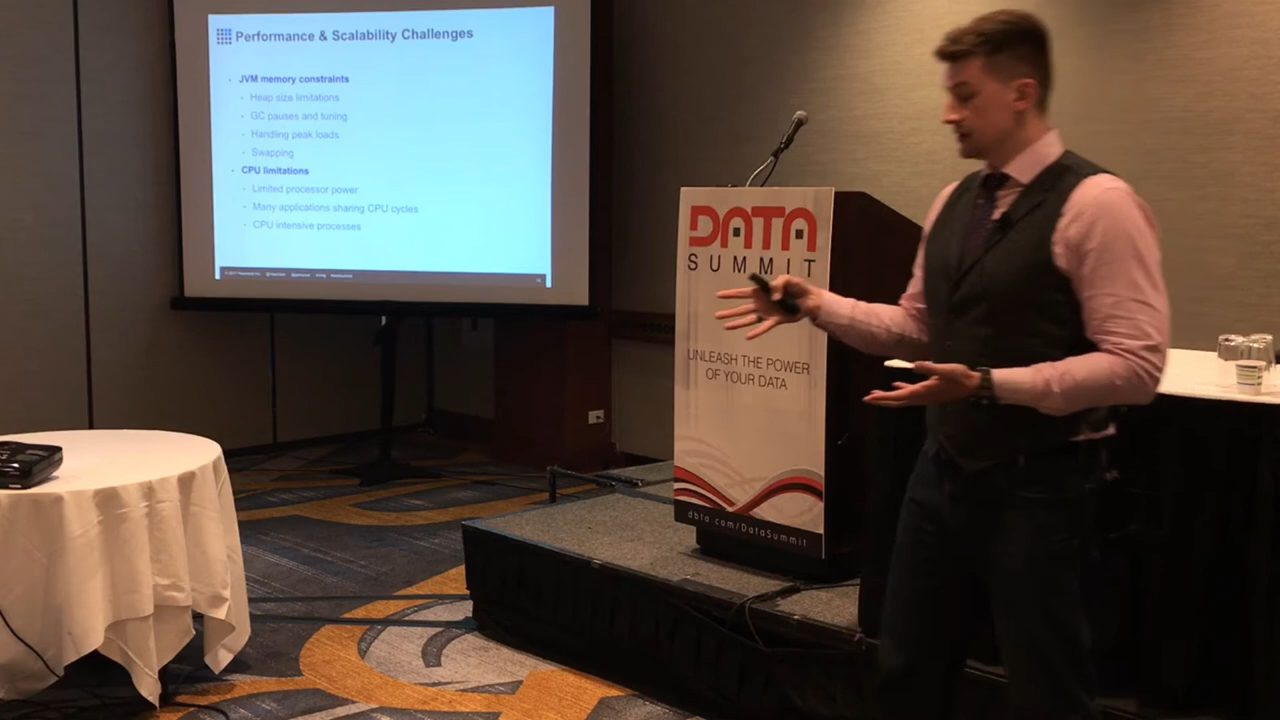 Performance & Scalability Challenges
JVM memory constraints
Heap size limitations
GC pauses and tuning
Handling peak loads
Swapping
CPU limitations
Limited processor power
Many applications sharing CPU cycles
CPU intensive processes
DATA
SUMMIT
UNLEASH THE POWER
OF YOUR DATA
dbta.com/DataSummit